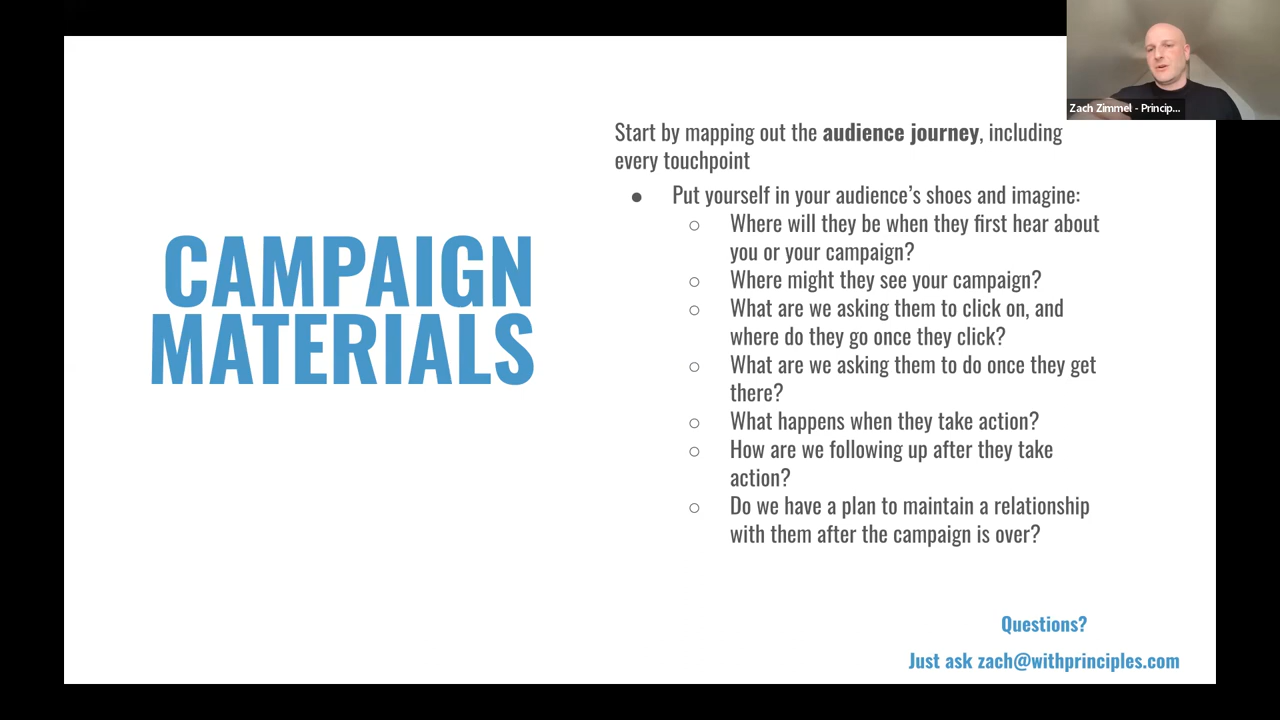 Zach Zimmel - Princip...
Start by mapping out the audience journey, including
every touchpoint
● Put yourself in your audience’s shoes and imagine:
○ Where will they be when they first hear about
you or your campaign?
○ Where might they see your campaign?
○ What are we asking them to click on, and
where do they go once they click?
○ What are we asking them to do once they get
there?
○ What happens when they take action?
○ How are we following up after they take
action?
○ Do we have a plan to maintain a relationship
with them after the campaign is over?
CAMPAIGN
MATERIALS
Questions?
Just ask zach@withprinciples.com